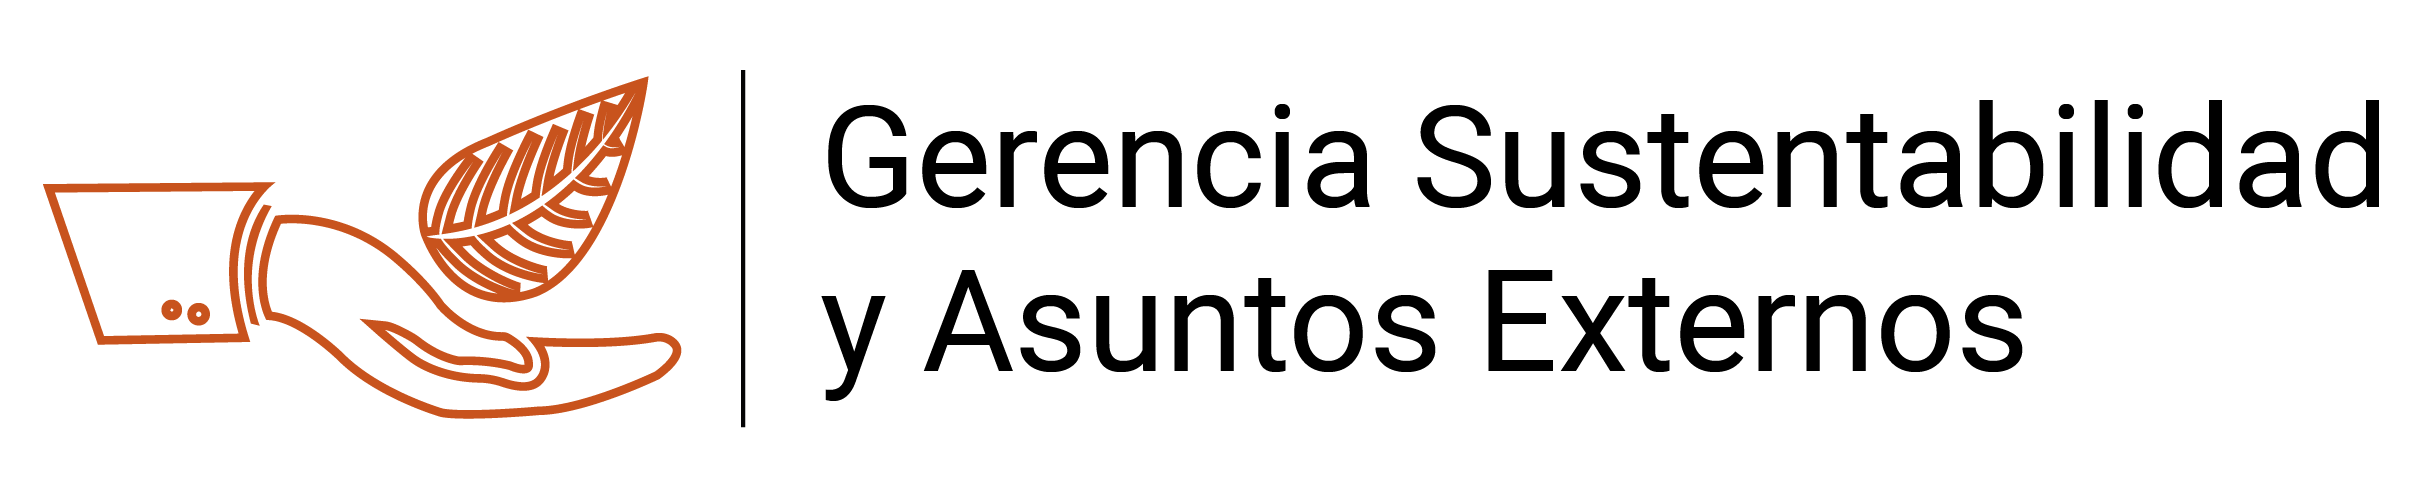 Gerencia Sustentabilidad
y Asuntos Externos